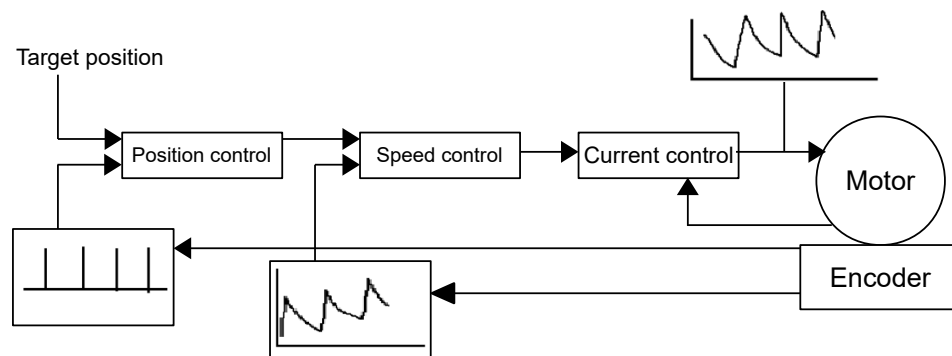 Target position
Position control
Speed control
Current control
Motor
Encoder